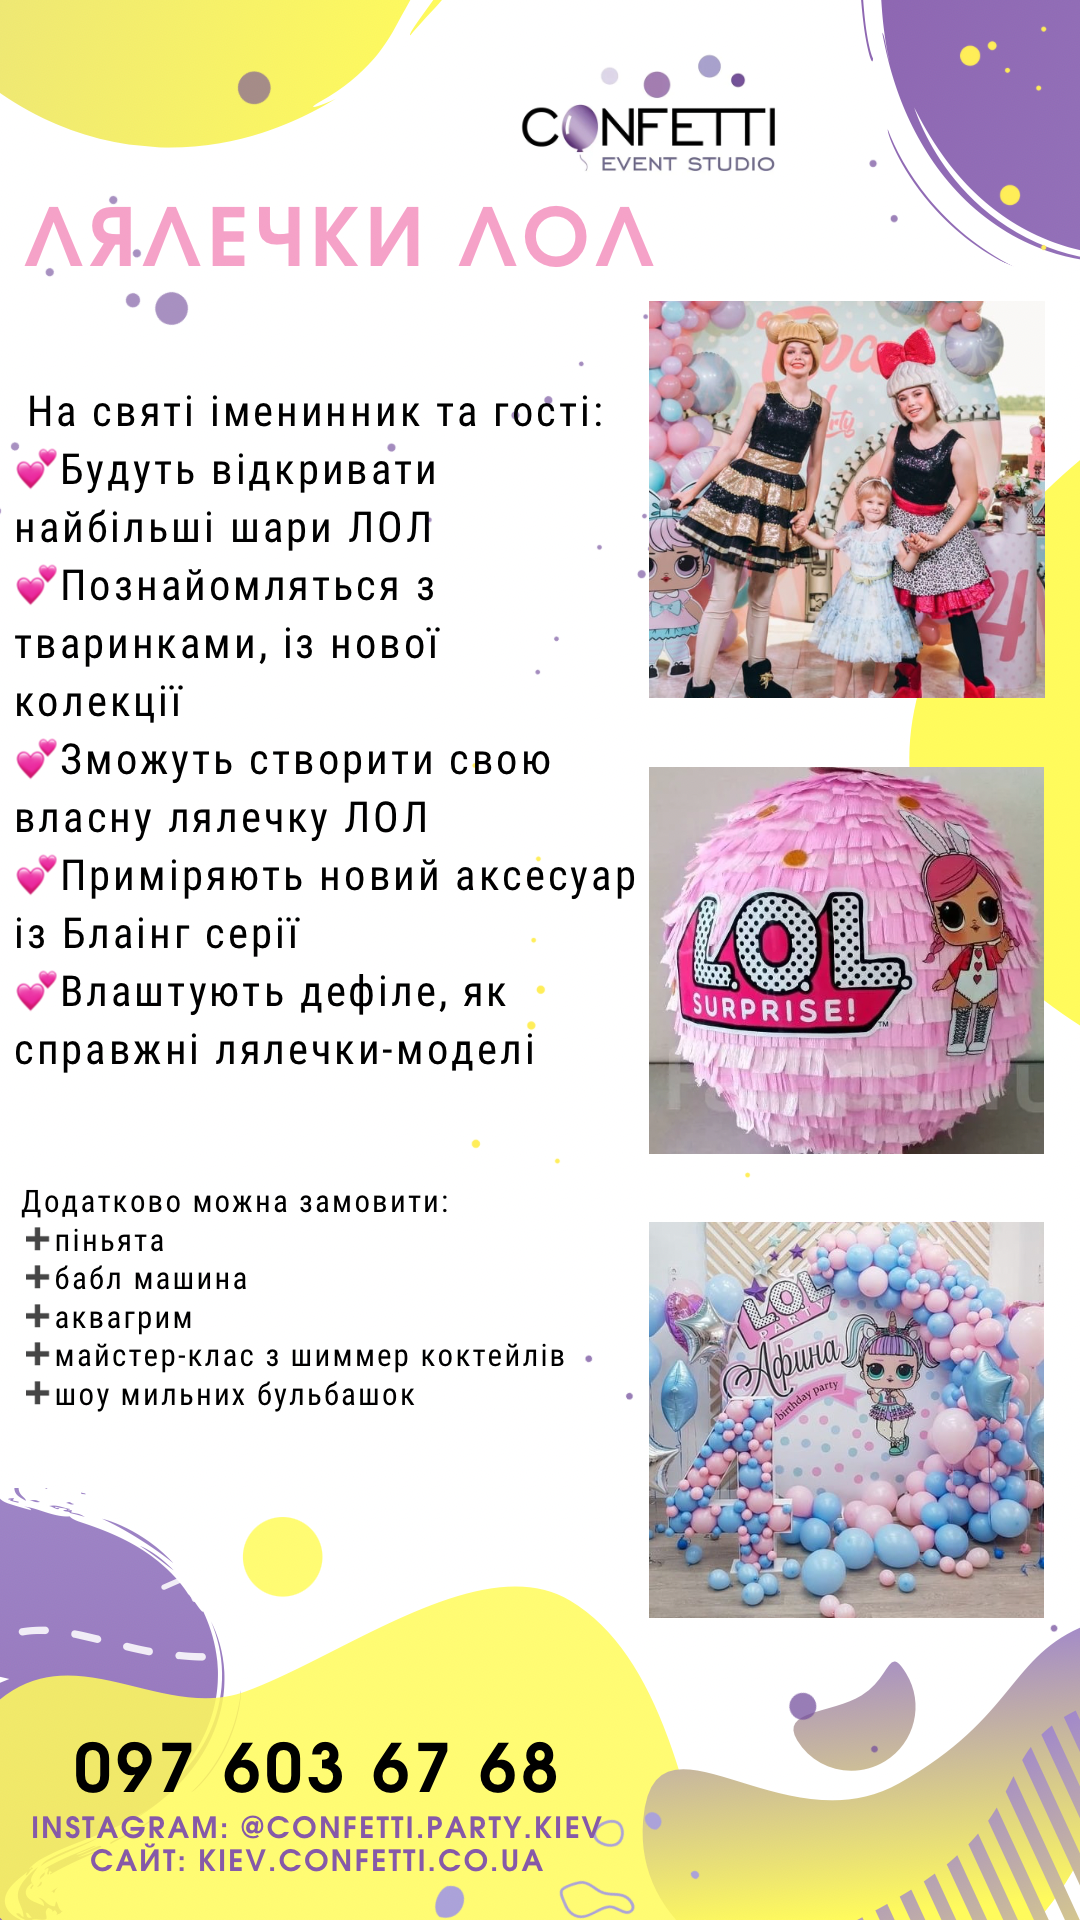 CONFETTI
EVENT STUDIO
ЛЯЛЕЧКИ ЛОЛ
На святі іменинник та гості:
💕Будуть відкривати
найбільші шари ЛОЛ
💕Познайомляться з
тваринками, із нової
колекції
💕Зможуть створити свою
власну лялечку ЛОЛ
💕Приміряють новий аксесуар
із Блаінг серії
💕Влаштують дефіле, як
справжні лялечки-моделі
L.O.L.
SURPRISE!
™
Додатково можна замовити:
➕піньята
➕бабл машина
➕аквагрим
➕майстер-клас з шиммер коктейлів
➕шоу мильних бульбашок
L.O.L
PARTY
Афина
birthday party
4
097 603 67 68
INSTAGRAM: @CONFETTI.PARTY.KIEV
САЙТ: KIEV.CONFETTI.CO.UA